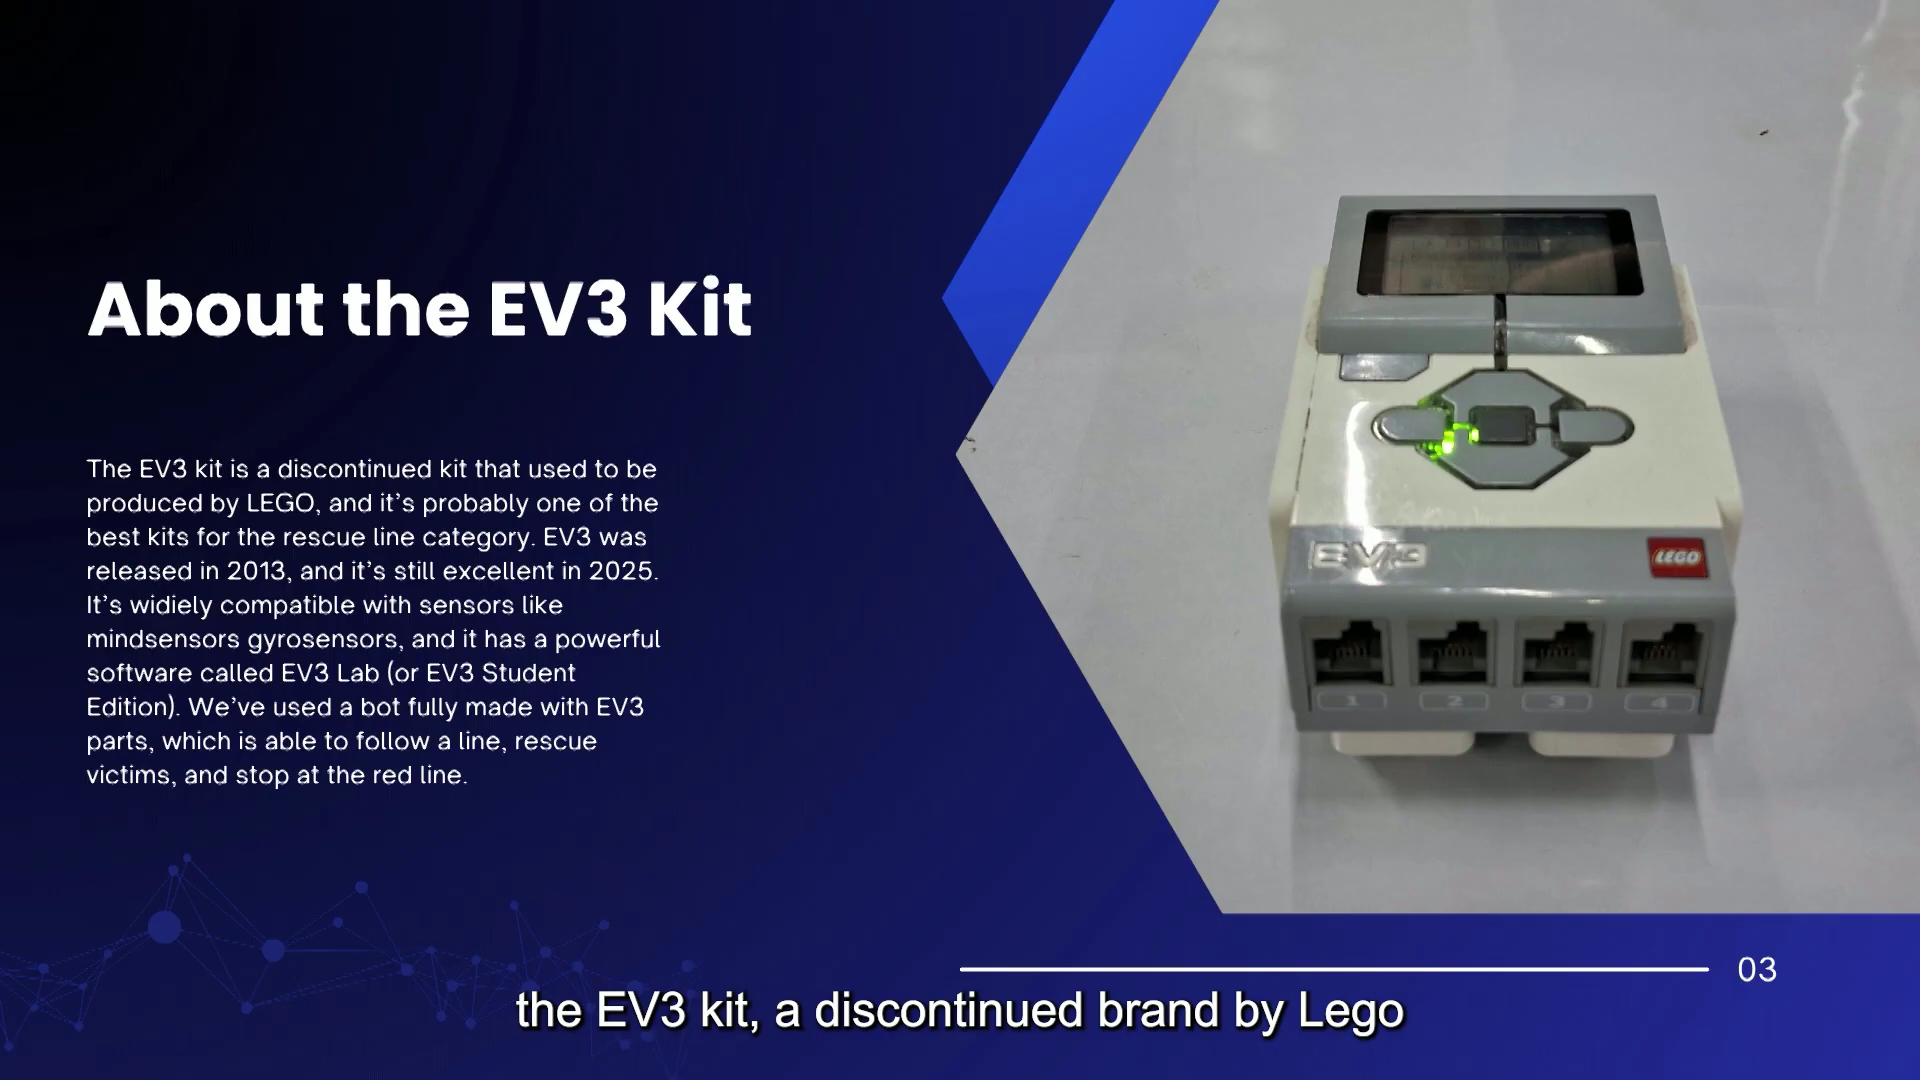 About the EV3 Kit
The EV3 kit is a discontinued kit that used to be
produced by LEGO, and it's probably one of the
best kits for the rescue line category. EV3 was
released in 2013, and it's still excellent in 2025.
It's widiely compatible with sensors like
mindsensors gyrosensors, and it has a powerful
software called EV3 Lab (or EV3 Student
Edition). We've used a bot fully made with EV3
parts, which is able to follow a line, rescue
victims, and stop at the red line.
EV3
LEGO
1 2 3 4
03
the EV3 kit, a discontinued brand by Lego